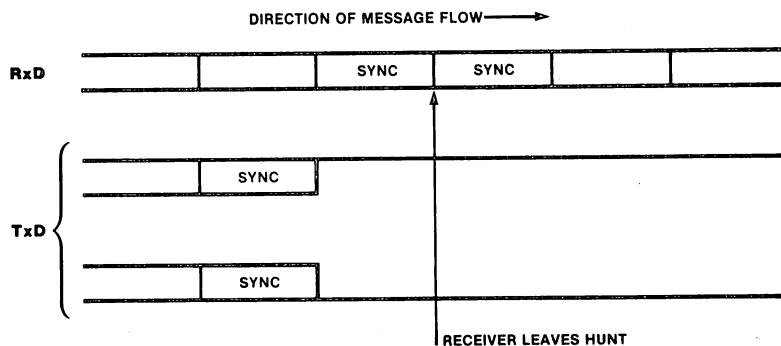 DIRECTION OF MESSAGE FLOW
RxD
SYNC SYNC
SYNC
TxD
SYNC
RECEIVER LEAVES HUNT